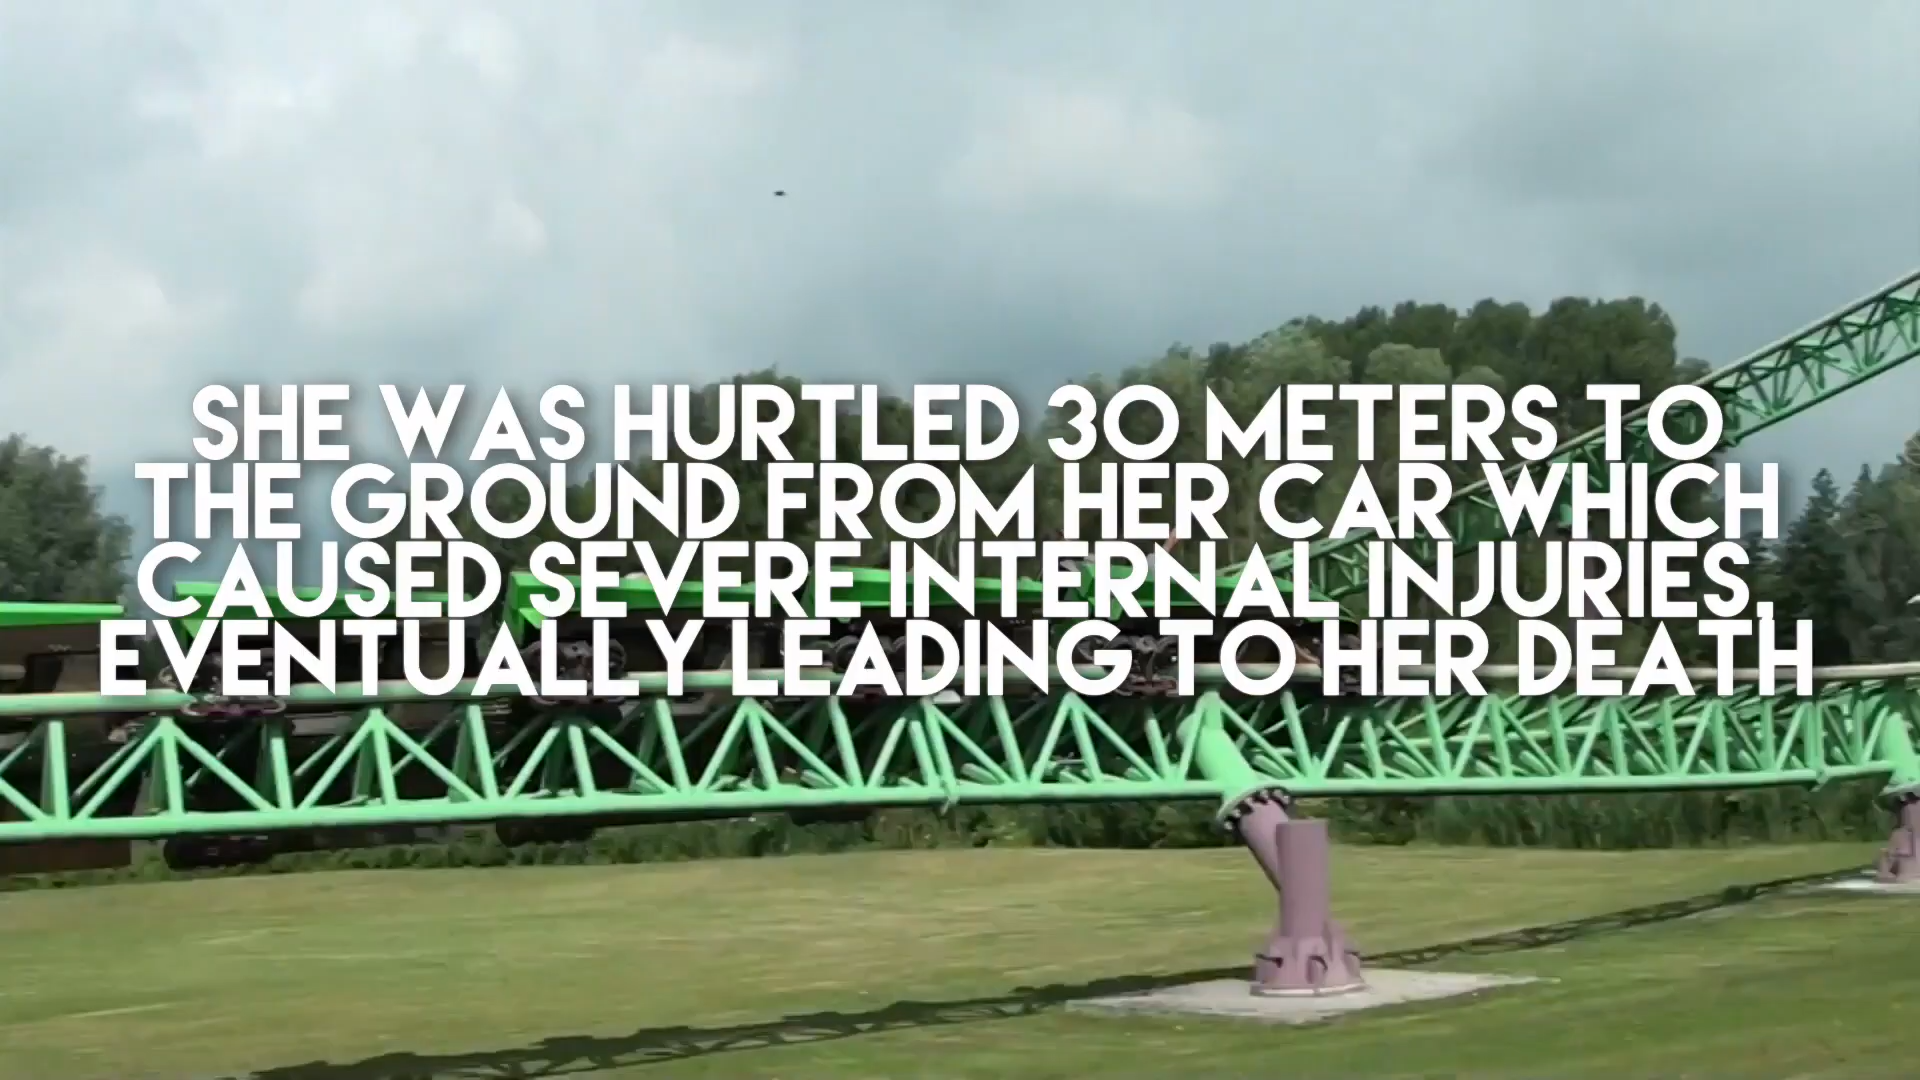 SHE WAS HURTLED 30 METERS TO
THE GROUND FROM HER CAR WHICH
CAUSED SEVERE INTERNAL INJURIES,
EVENTUALLY LEADING TO HER DEATH